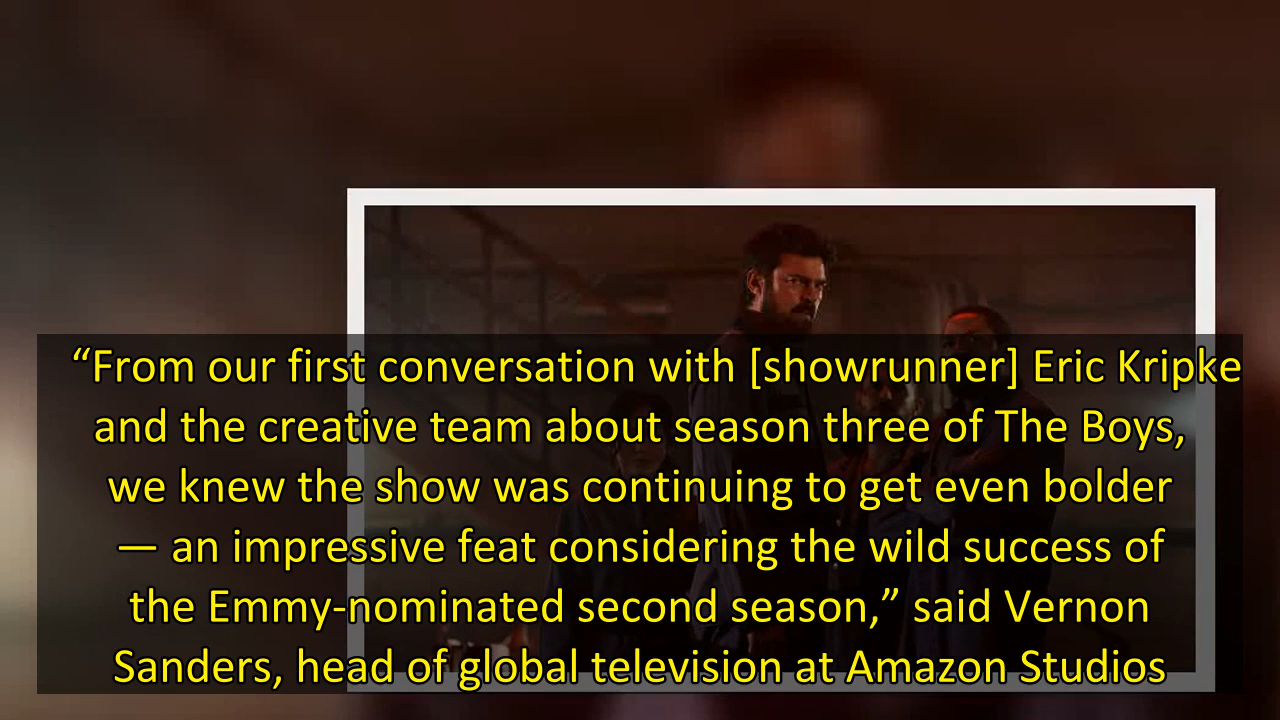 “From our first conversation with [showrunner] Eric Kripke
and the creative team about season three of The Boys,
we knew the show was continuing to get even bolder
— an impressive feat considering the wild success of
the Emmy-nominated second season,” said Vernon
Sanders, head of global television at Amazon Studios